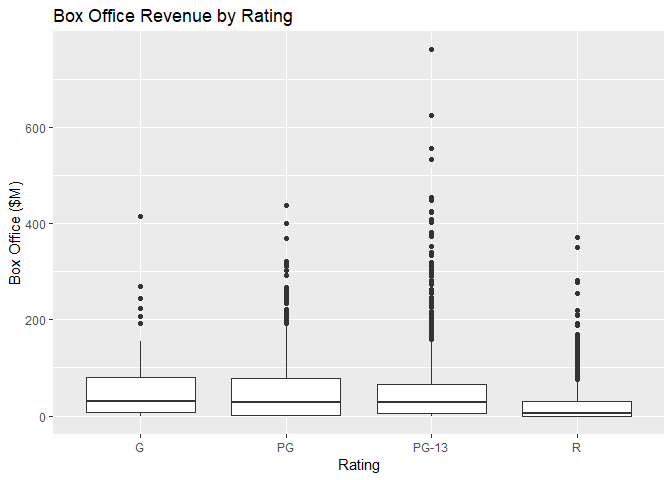 Box Office Revenue by Rating
Box Office ($M)
600
400
200
0
G PG PG-13 R
Rating